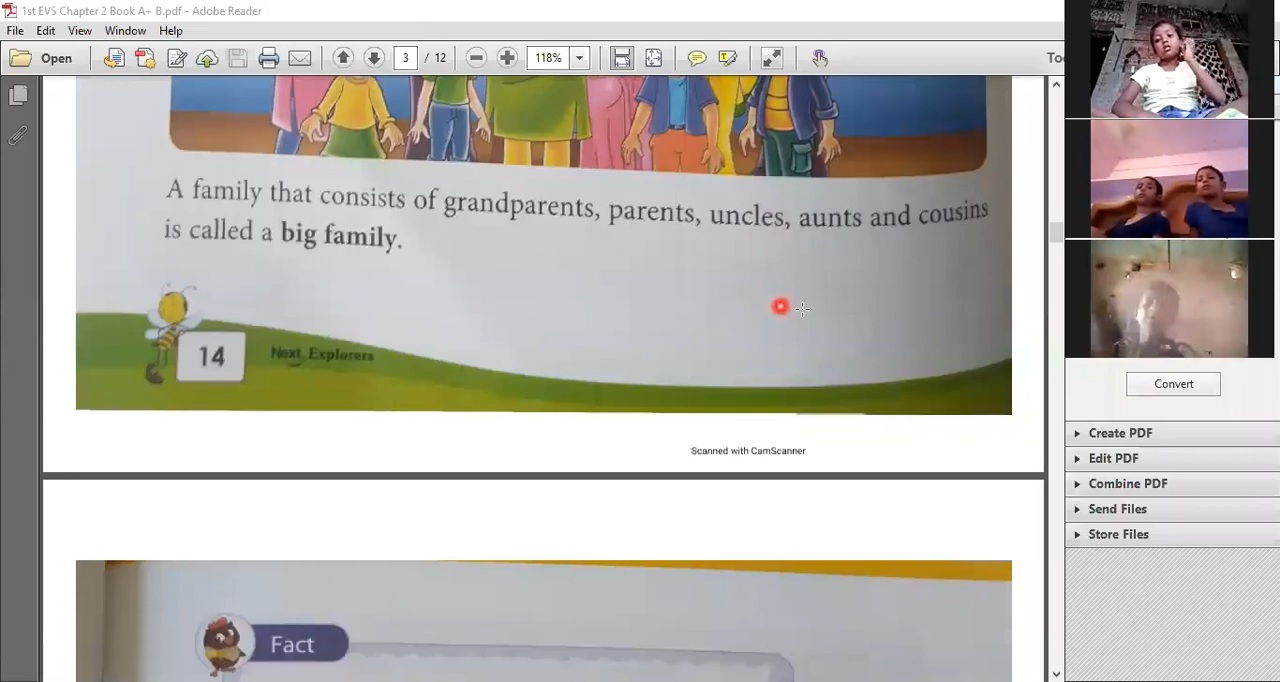 1st EVS Chapter 2 Book A+ B.pdf - Adobe Reader
File Edit View Window Help
Open 3 / 12 118%
A family that consists of grandparents, parents, uncles, aunts and cousins
is called a big family.
14 Next Explorers
Scanned with CamScanner
Fact
Convert
Create PDF
Edit PDF
Combine PDF
Send Files
Store Files